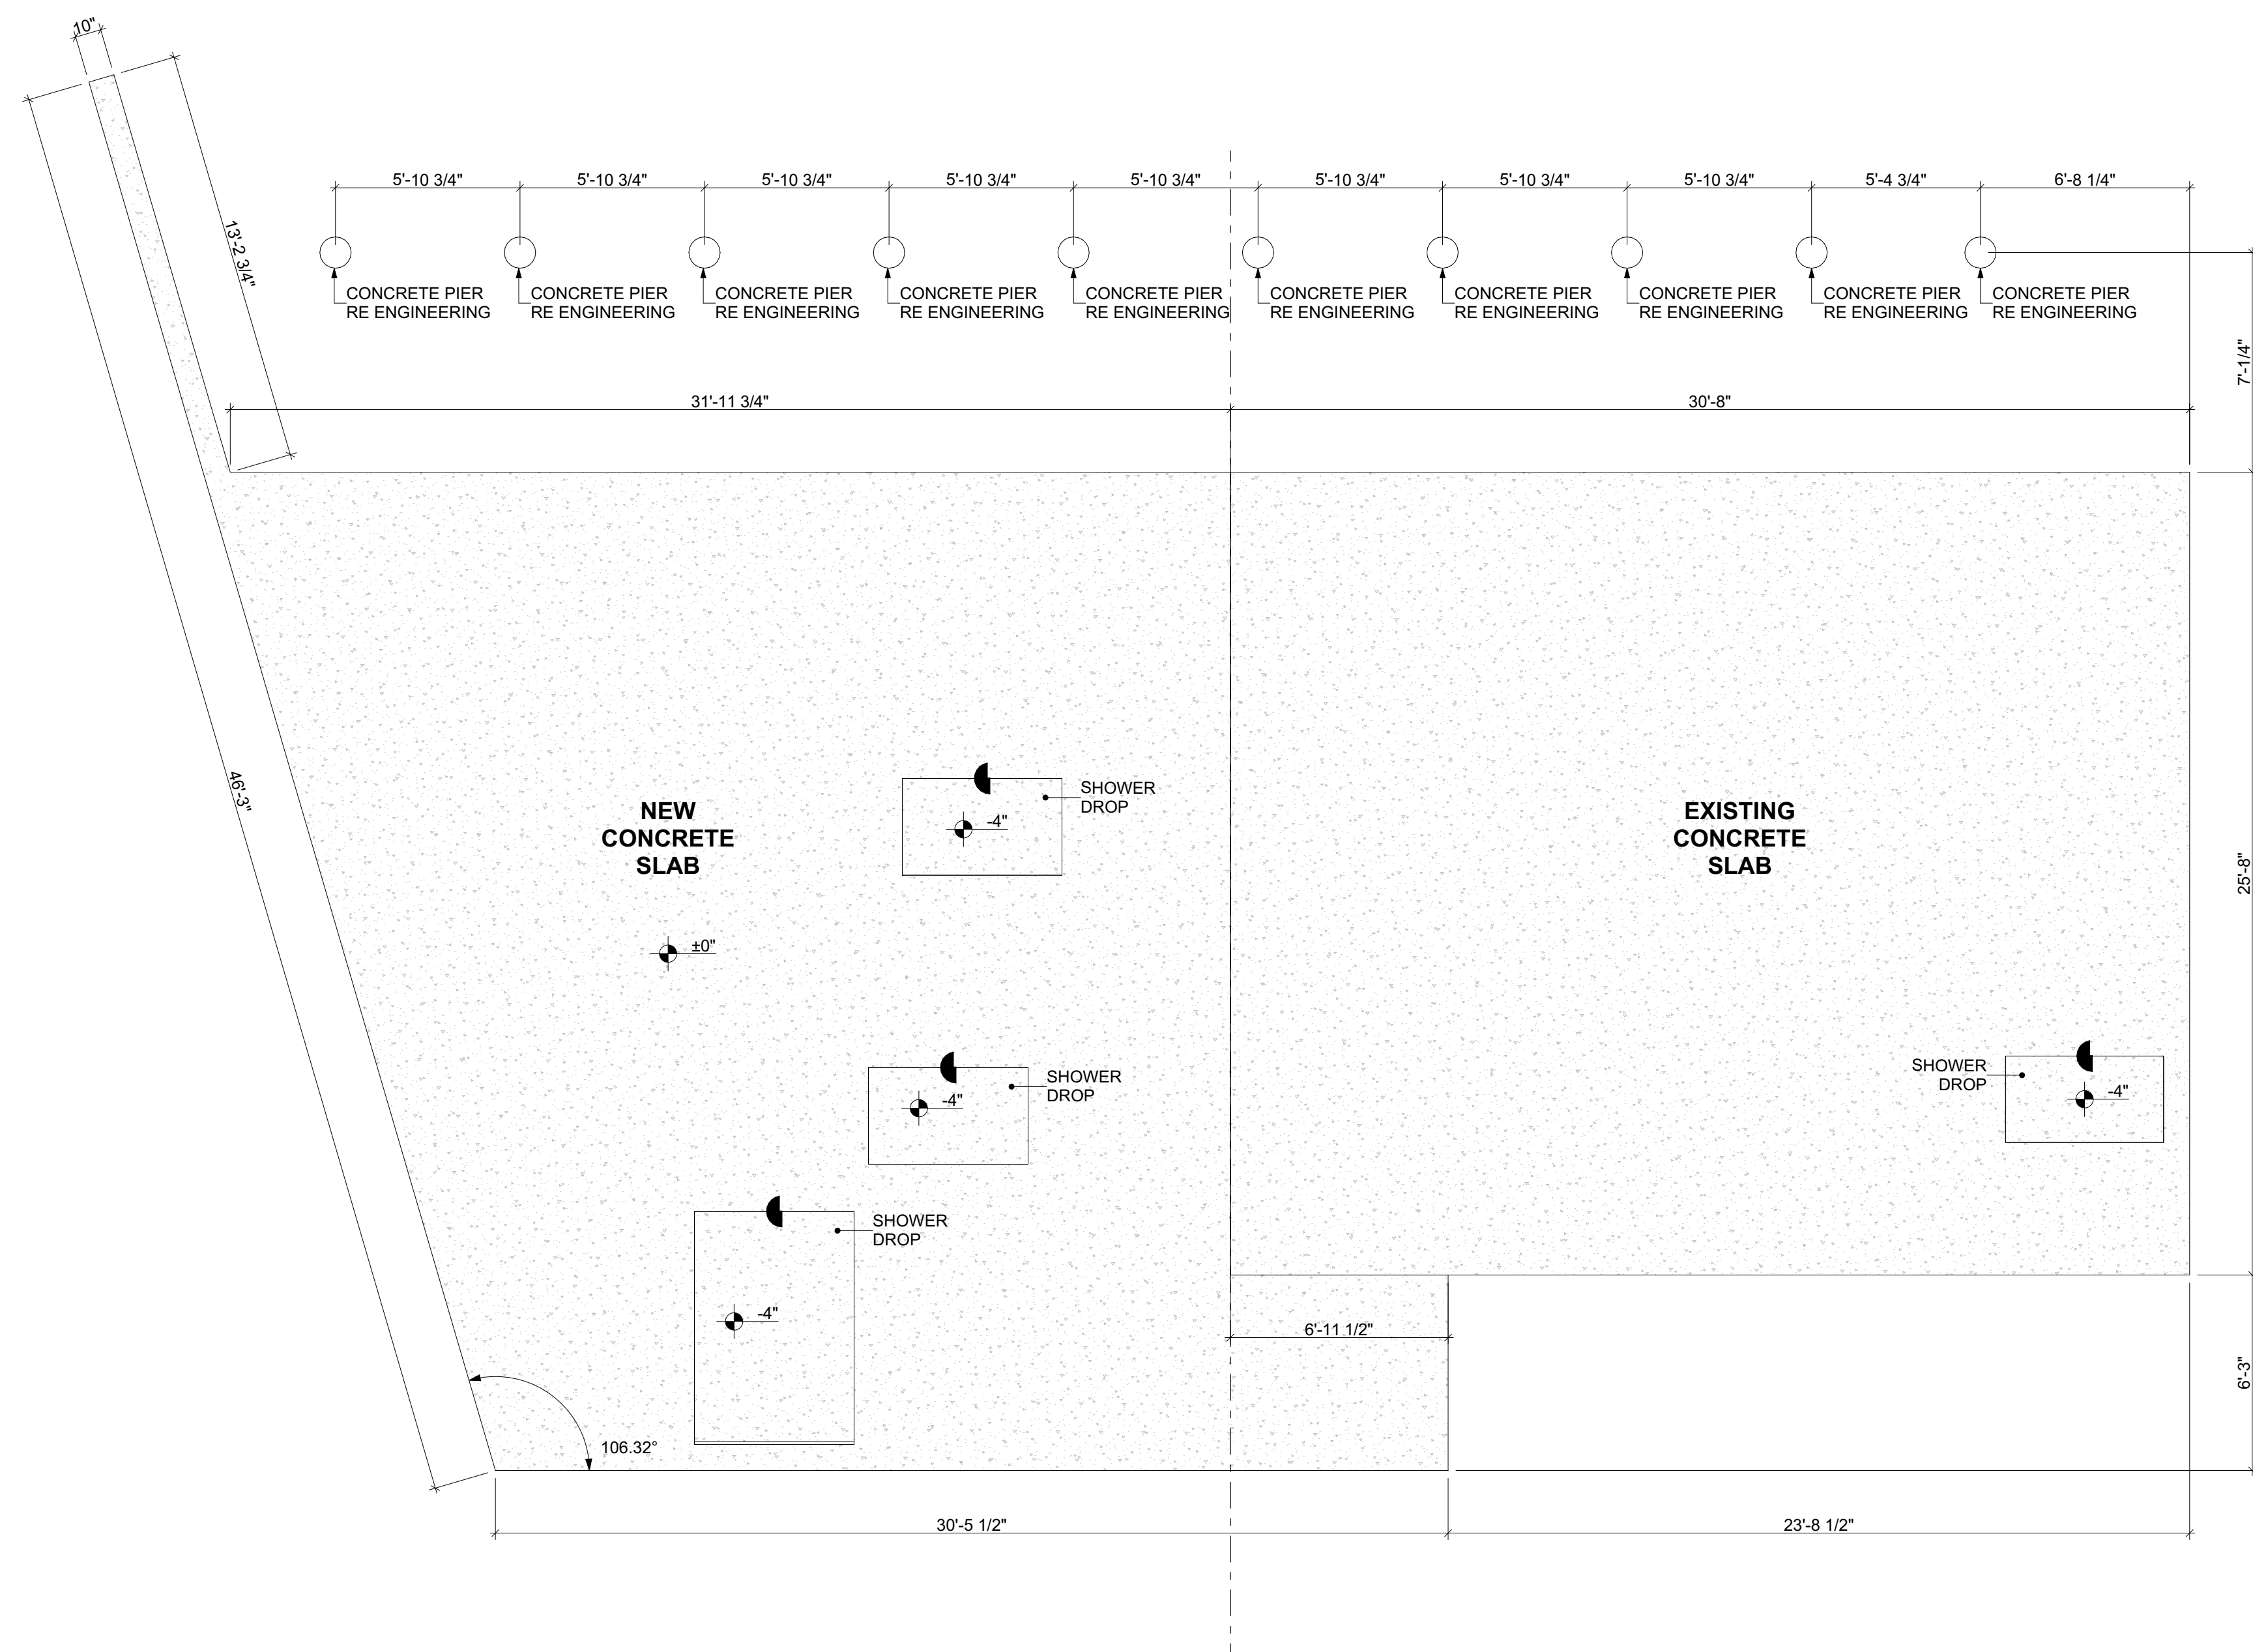 10"
5'-10 3/4"
5'-10 3/4"
5'-10 3/4"
5'-10 3/4"
5'-10 3/4"
5'-10 3/4"
5'-10 3/4"
5'-10 3/4"
5'-4 3/4"
6'-8 1/4"
13'-2 3/4"
CONCRETE PIER
RE ENGINEERING
CONCRETE PIER
RE ENGINEERING
CONCRETE PIER
RE ENGINEERING
CONCRETE PIER
RE ENGINEERING
CONCRETE PIER
RE ENGINEERING
CONCRETE PIER
RE ENGINEERING
CONCRETE PIER
RE ENGINEERING
CONCRETE PIER
RE ENGINEERING
CONCRETE PIER
RE ENGINEERING
CONCRETE PIER
RE ENGINEERING
7'-1/4"
31'-11 3/4"
30'-8"
46'-3"
NEW
CONCRETE
SLAB
SHOWER
DROP
-4"
EXISTING
CONCRETE
SLAB
25'-8"
±0"
SHOWER
DROP
-4"
SHOWER
DROP
-4"
SHOWER
DROP
-4"
6'-11 1/2"
6'-3"
106.32°
30'-5 1/2"
23'-8 1/2"